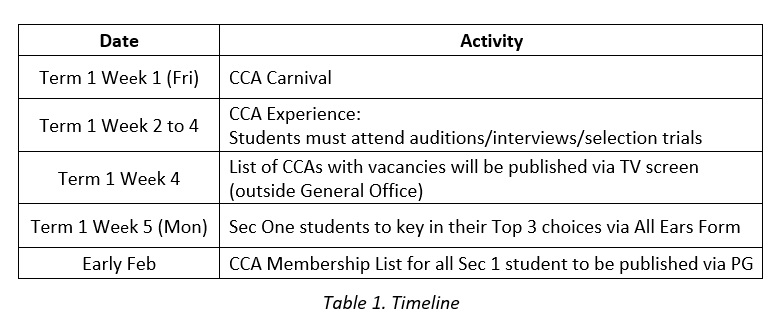 Date Activity
Term 1 Week 1 (Fri) CCA Carnival
Term 1 Week 2 to 4 CCA Experience:
Students must attend auditions/interviews/selection trials
Term 1 Week 4 List of CCAs with vacancies will be published via TV screen
(outside General Office)
Term 1 Week 5 (Mon) Sec One students to key in their Top 3 choices via All Ears Form
Early Feb CCA Membership List for all Sec 1 student to be published via PG
Table 1. Timeline